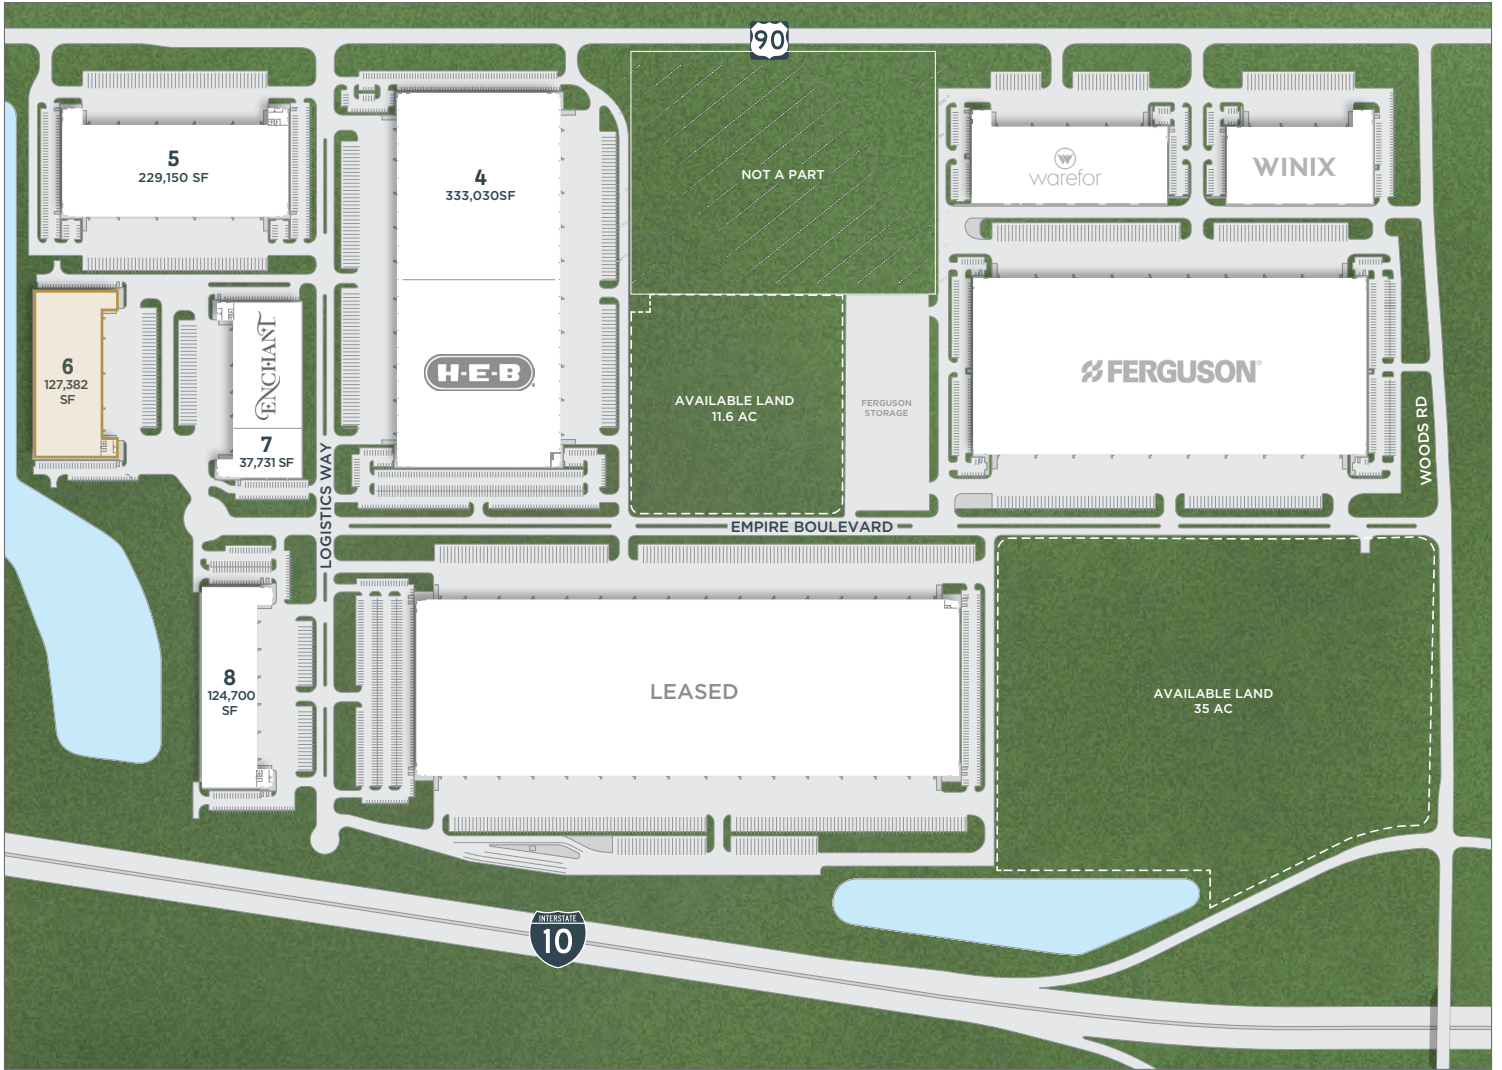 90
5
229,150 SF
4
333,030SF
NOT A PART
warefor
WINIX
6
127,382
SF
ENCHANT
7
37,731 SF
H-E-B
AVAILABLE LAND
11.6 AC
FERGUSON
STORAGE
FERGUSON
WOODS RD
LOGISTICS WAY
EMPIRE BOULEVARD
8
124,700
SF
LEASED
AVAILABLE LAND
35 AC
INTERSTATE
10